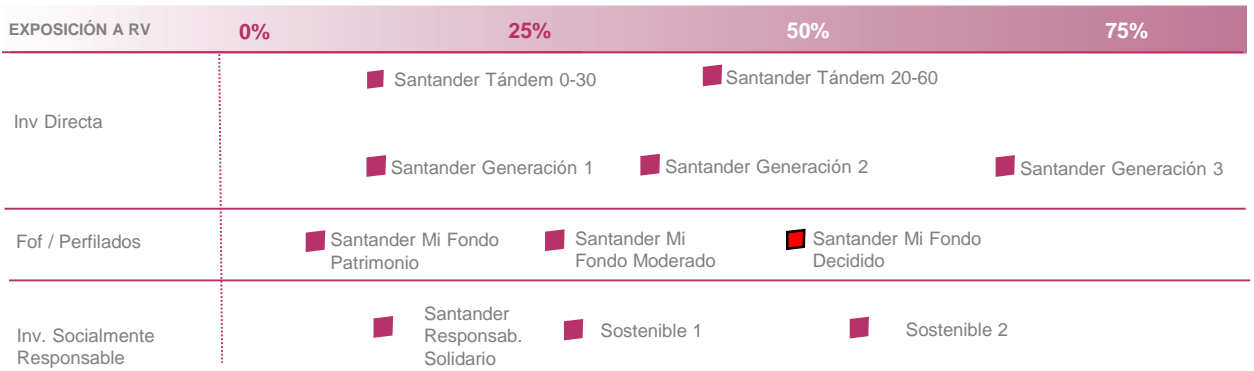 EXPOSICIÓN A RV 0% 25% 50% 75%
Santander Tándem 0-30 Santander Tándem 20-60
Inv Directa
Santander Generación 1 Santander Generación 2 Santander Generación 3
Fof / Perfilados
Santander Mi Fondo
Patrimonio
Santander Mi
Fondo Moderado
Santander Mi Fondo
Decidido
Inv. Socialmente
Responsable
Santander
Responsab.
Solidario
Sostenible 1
Sostenible 2